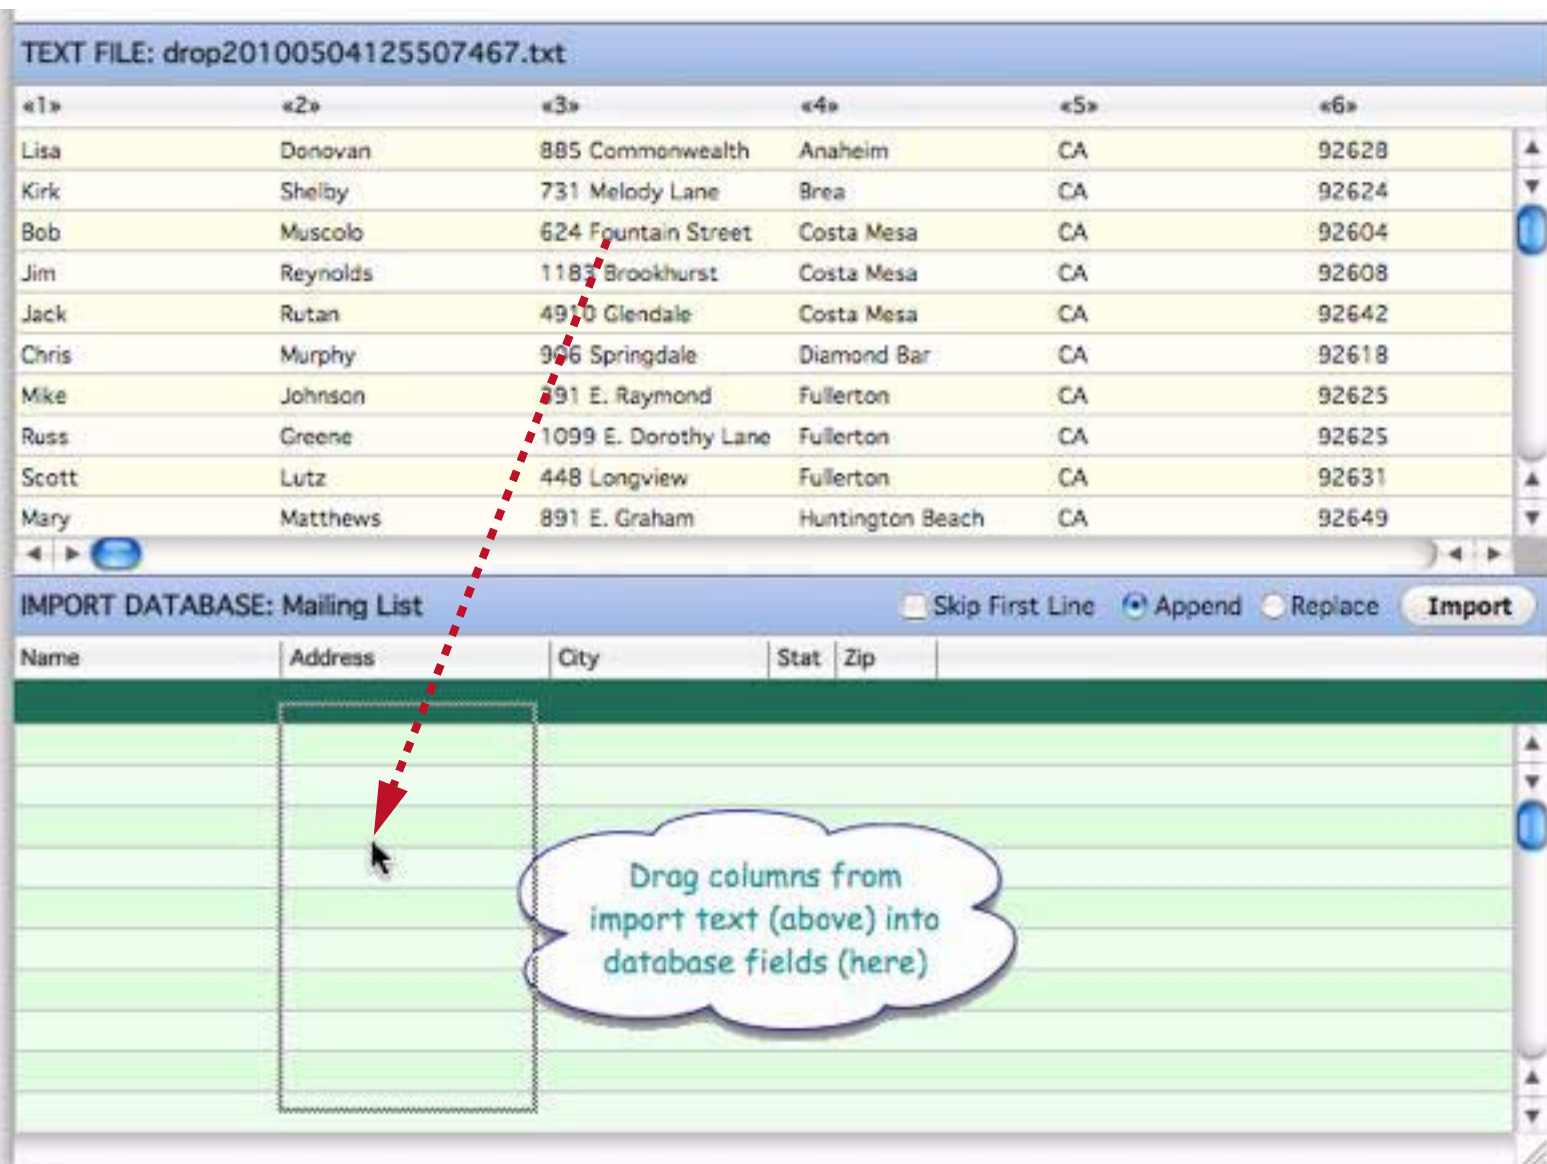 TEXT FILE: drop20100504125507467.txt
«1» «2» «3» «4» «5» «6»
Lisa Donovan 885 Commonwealth Anaheim CA 92628
Kirk Shelby 731 Melody Lane Brea CA 92624
Bob Muscolo 624 Fountain Street Costa Mesa CA 92604
Jim Reynolds 1183 Brookhurst Costa Mesa CA 92608
Jack Rutan 4910 Glendale Costa Mesa CA 92642
Chris Murphy 906 Springdale Diamond Bar CA 92618
Mike Johnson 891 E. Raymond Fullerton CA 92625
Russ Greene 1099 E. Dorothy Lane Fullerton CA 92625
Scott Lutz 448 Longview Fullerton CA 92631
Mary Matthews 891 E. Graham Huntington Beach CA 92649
IMPORT DATABASE: Mailing List Skip First Line Append Replace Import
Name Address City Stat Zip
Drag columns from
import text (above) into
database fields (here)